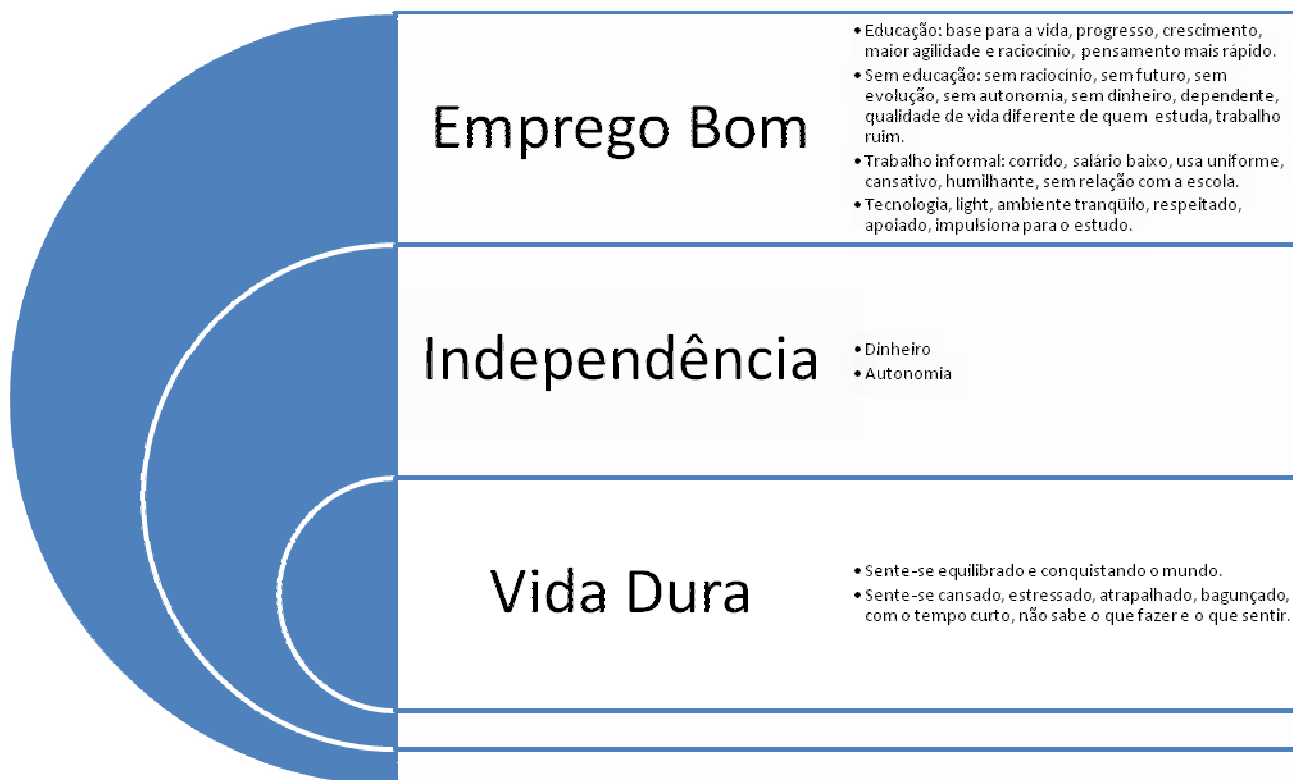 Emprego Bom
• Educação: base para a vida, progresso, crescimento,
maior agilidade e raciocínio, pensamento mais rápido.
• Sem educação: sem raciocínio, sem futuro, sem
evolução, sem autonomia, sem dinheiro, dependente,
qualidade de vida diferente de quem estuda, trabalho
ruim.
• Trabalho informal: corrido, salário baixo, usa uniforme,
cansativo, humilhante, sem relação com a escola.
• Tecnologia, light, ambiente tranqüilo, respeitado,
apoiado, impulsiona para o estudo.
Independência
• Dinheiro
• Autonomia
Vida Dura
• Sente-se equilibrado e conquistando o mundo.
• Sente-se cansado, estressado, atrapalhado, bagunçado,
com o tempo curto, não sabe o que fazer e o que sentir.